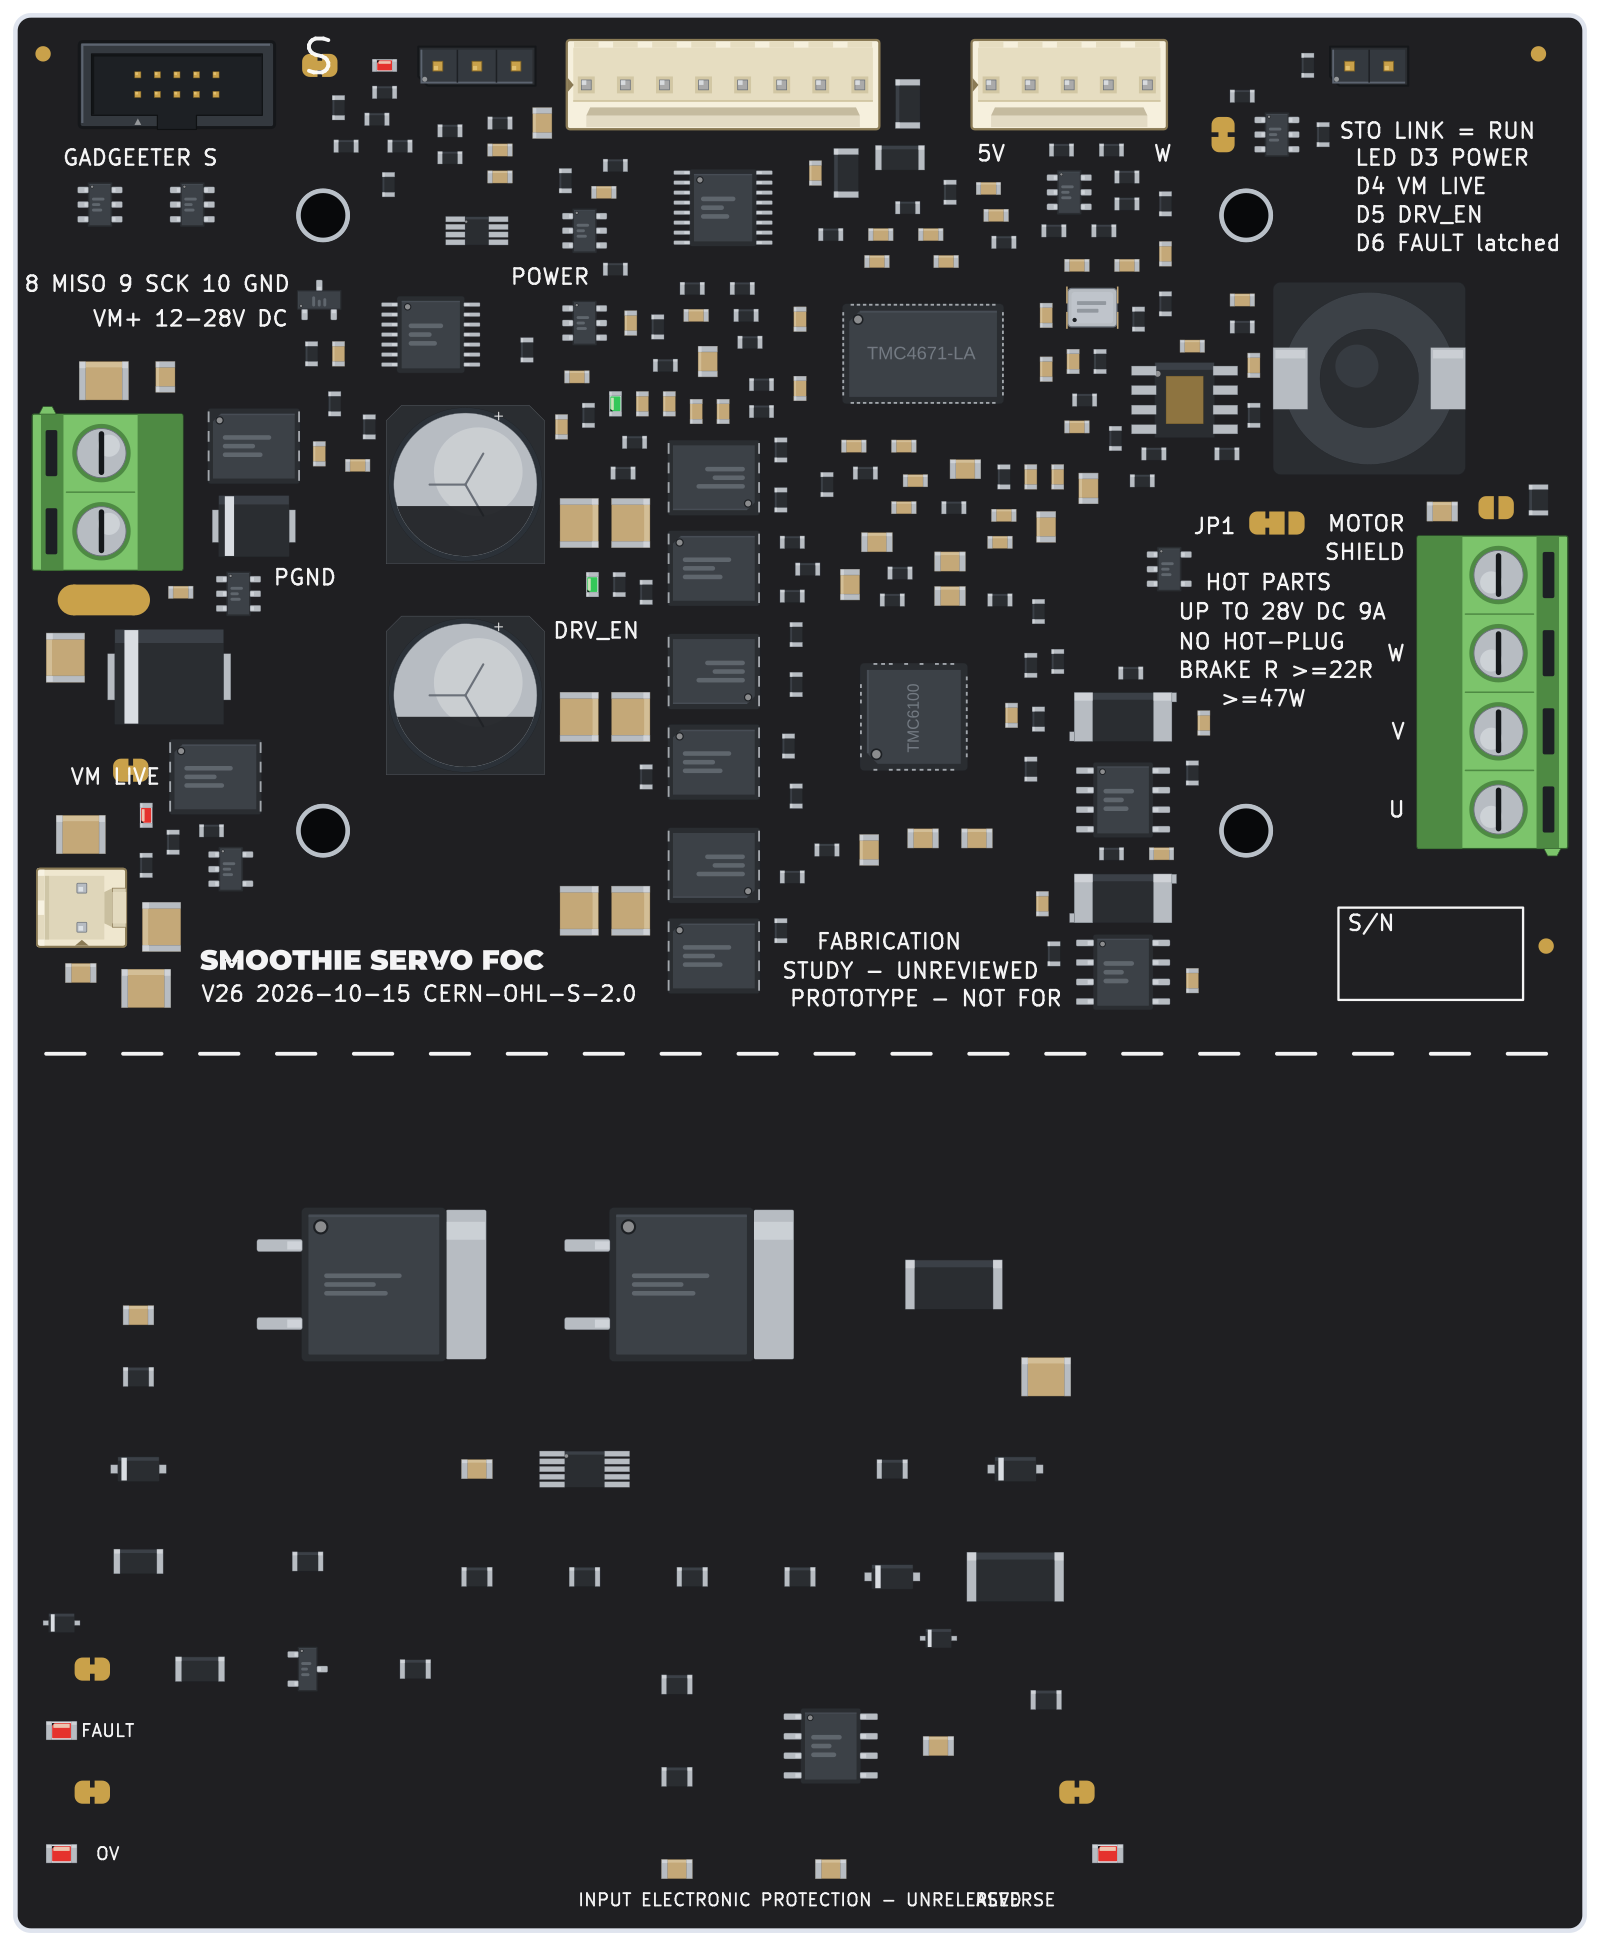 S
GADGEETER S
5V
W
STO LINK = RUN
LED D3 POWER
D4 VM LIVE
D5 DRV_EN
D6 FAULT latched
8 MISO 9 SCK 10 GND
POWER
VM+ 12-28V DC
TMC4671-LA
JP1
MOTOR
SHIELD
PGND
HOT PARTS
UP TO 28V DC 9A
DRV_EN
NO HOT-PLUG
W
BRAKE R >=22R
>=47W
TMC6100
V
VM LIVE
U
S/N
FABRICATION
SMOOTHIE SERVO FOC
STUDY - UNREVIEWED
V26 2026-10-15 CERN-OHL-S-2.0
PROTOTYPE - NOT FOR
FAULT
OV
INPUT ELECTRONIC PROTECTION - UNRELEASED
REVERSE